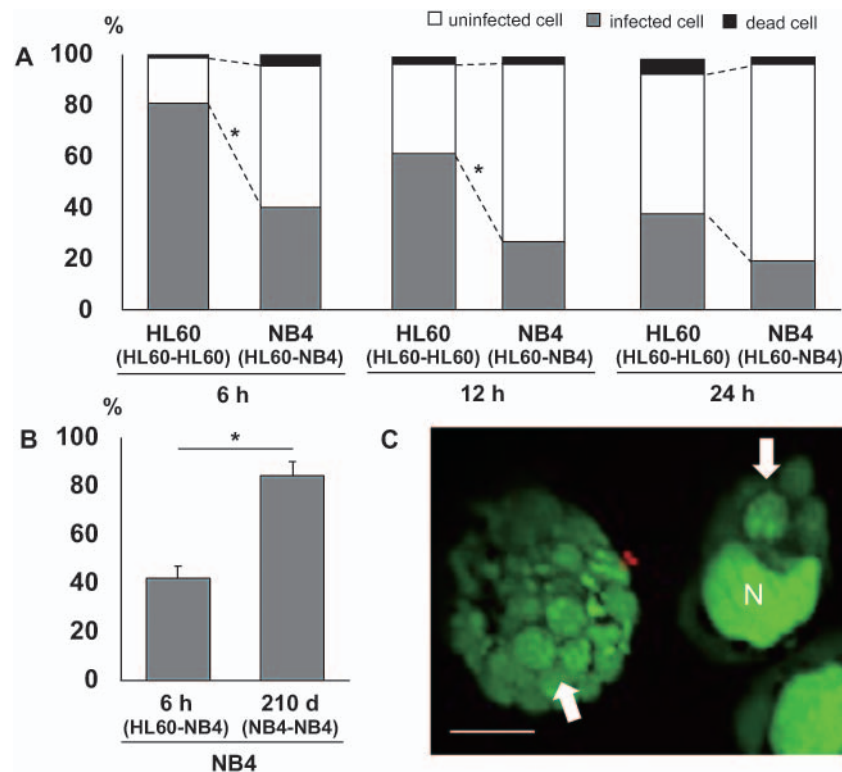 %
uninfected cell infected cell dead cell
A
100
80
60
40
20
0
*
*
HL60 NB4 HL60 NB4 HL60 NB4
(HL60-HL60) (HL60-NB4) (HL60-HL60) (HL60-NB4) (HL60-HL60) (HL60-NB4)
6 h 12 h 24 h
B
%
100
80
60
40
20
0
*
6 h 210 d
(HL60-NB4) (NB4-NB4)
NB4
C
N